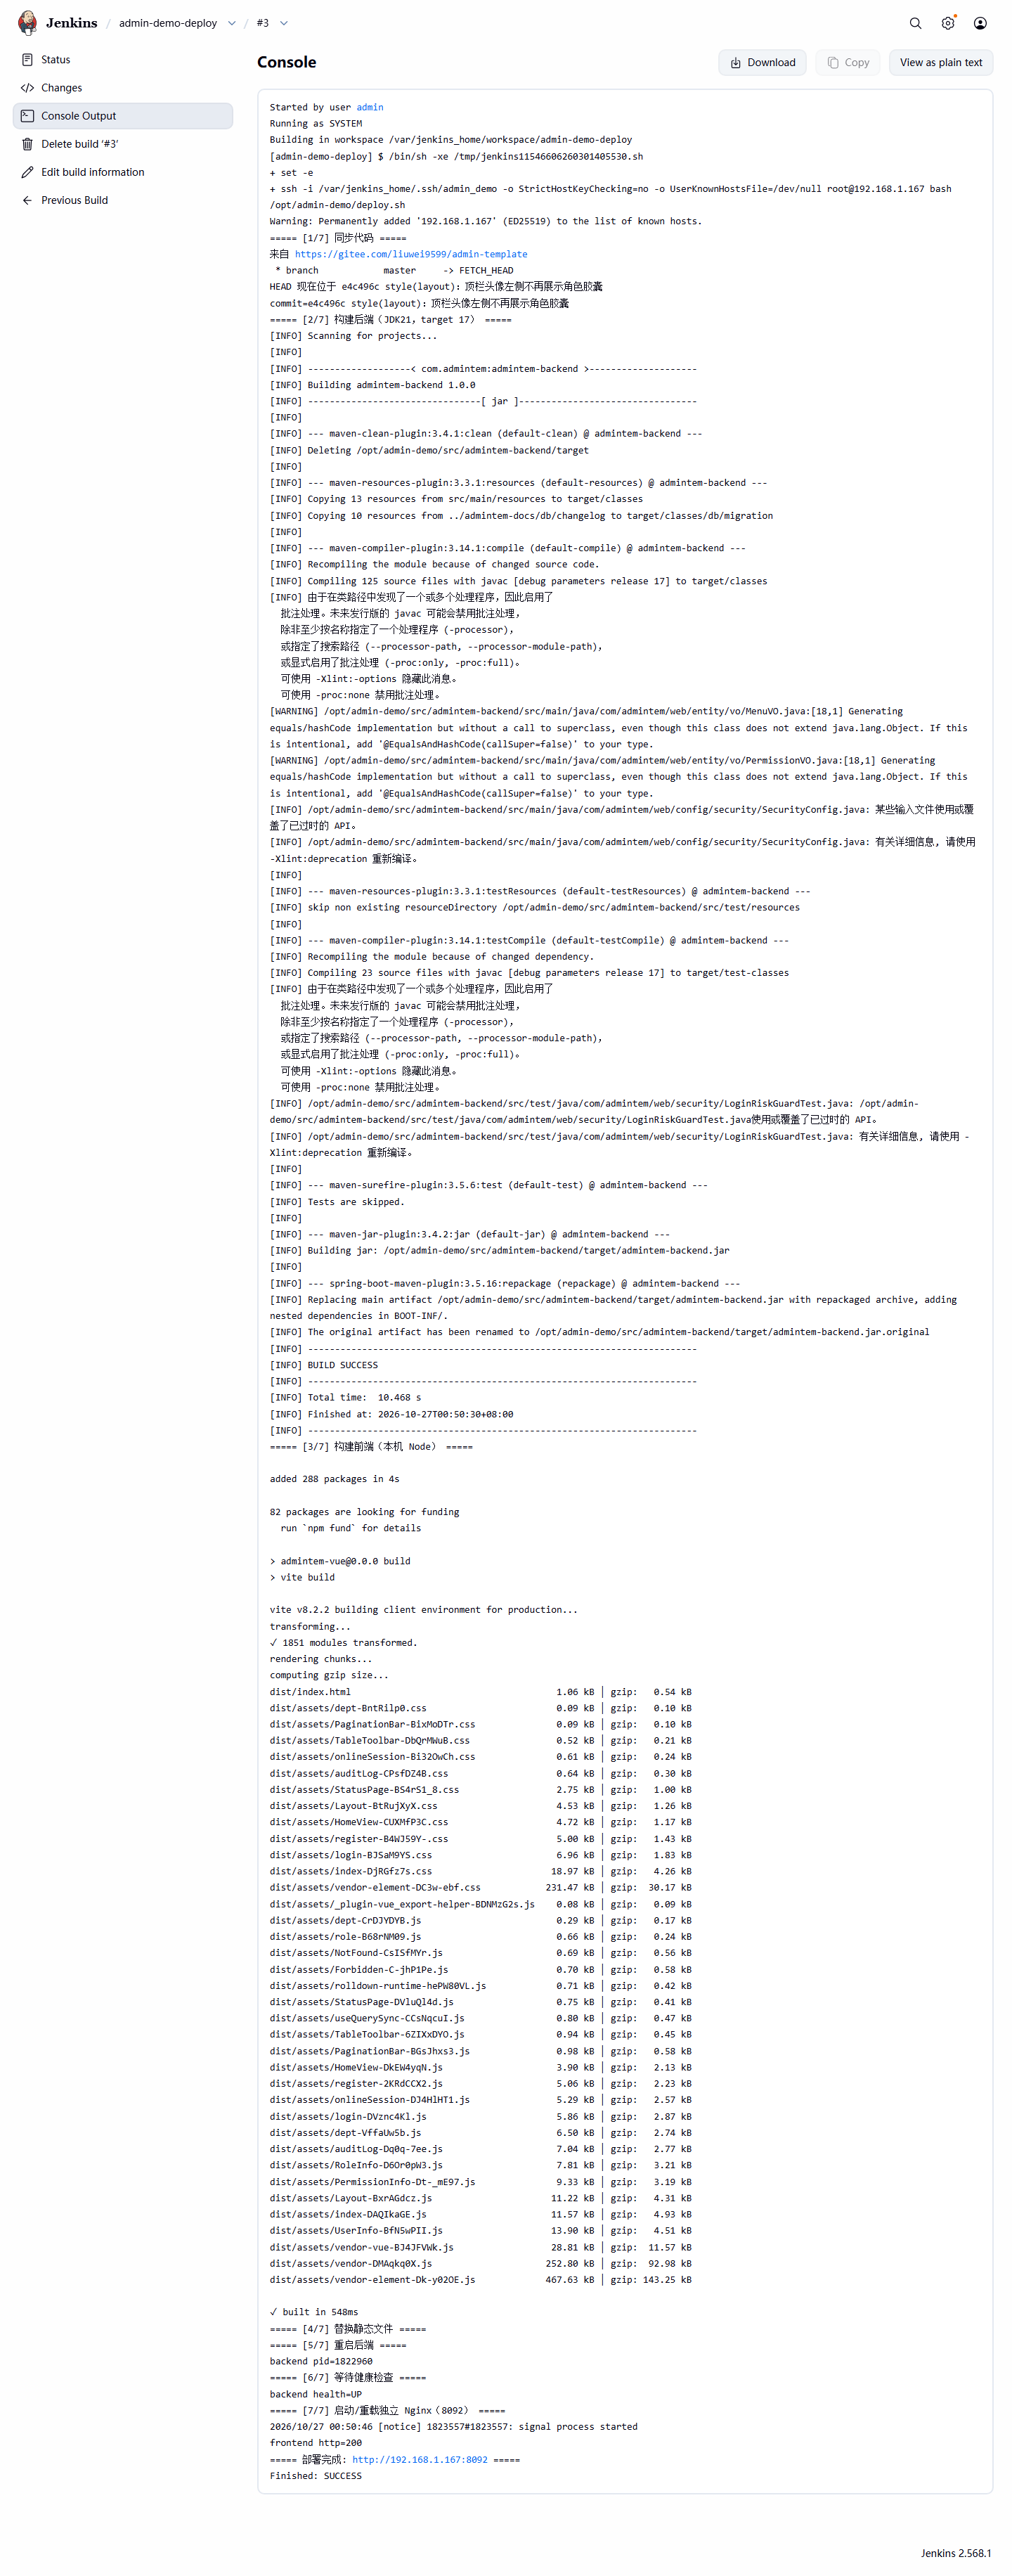 Jenkins / admin-demo-deploy / #3
Status
Changes
Console Output
Delete build ‘#3’
Edit build information
Previous Build
Console
Download
Copy
View as plain text
Started by user admin
Running as SYSTEM
Building in workspace /var/jenkins_home/workspace/admin-demo-deploy
[admin-demo-deploy] $ /bin/sh -xe /tmp/jenkins11546606260301405530.sh
+ set -e
+ ssh -i /var/jenkins_home/.ssh/admin_demo -o StrictHostKeyChecking=no -o UserKnownHostsFile=/dev/null root@192.168.1.167 bash
/opt/admin-demo/deploy.sh
Warning: Permanently added '192.168.1.167' (ED25519) to the list of known hosts.
===== [1/7] 同步代码 =====
来自 https://gitee.com/liuwei9599/admin-template
 * branch            master     -> FETCH_HEAD
HEAD 现在位于 e4c496c style(layout): 顶栏头像左侧不再展示角色胶囊
commit=e4c496c style(layout): 顶栏头像左侧不再展示角色胶囊
===== [2/7] 构建后端（JDK21，target 17） =====
[INFO] Scanning for projects...
[INFO]
[INFO] -------------------< com.admintem:admintem-backend >--------------------
[INFO] Building admintem-backend 1.0.0
[INFO] --------------------------------[ jar ]---------------------------------
[INFO]
[INFO] --- maven-clean-plugin:3.4.1:clean (default-clean) @ admintem-backend ---
[INFO] Deleting /opt/admin-demo/src/admintem-backend/target
[INFO]
[INFO] --- maven-resources-plugin:3.3.1:resources (default-resources) @ admintem-backend ---
[INFO] Copying 13 resources from src/main/resources to target/classes
[INFO] Copying 10 resources from ../admintem-docs/db/changelog to target/classes/db/migration
[INFO]
[INFO] --- maven-compiler-plugin:3.14.1:compile (default-compile) @ admintem-backend ---
[INFO] Recompiling the module because of changed source code.
[INFO] Compiling 125 source files with javac [debug parameters release 17] to target/classes
[INFO] 由于在类路径中发现了一个或多个处理程序，因此启用了
  批注处理。未来发行版的 javac 可能会禁用批注处理，
  除非至少按名称指定了一个处理程序 (-processor)，
  或指定了搜索路径 (--processor-path, --processor-module-path)，
  或显式启用了批注处理 (-proc:only, -proc:full)。
  可使用 -Xlint:-options 隐藏此消息。
  可使用 -proc:none 禁用批注处理。
[WARNING] /opt/admin-demo/src/admintem-backend/src/main/java/com/admintem/web/entity/vo/MenuVO.java:[18,1] Generating
equals/hashCode implementation but without a call to superclass, even though this class does not extend java.lang.Object. If this
is intentional, add '@EqualsAndHashCode(callSuper=false)' to your type.
[WARNING] /opt/admin-demo/src/admintem-backend/src/main/java/com/admintem/web/entity/vo/PermissionVO.java:[18,1] Generating
equals/hashCode implementation but without a call to superclass, even though this class does not extend java.lang.Object. If this
is intentional, add '@EqualsAndHashCode(callSuper=false)' to your type.
[INFO] /opt/admin-demo/src/admintem-backend/src/main/java/com/admintem/web/config/security/SecurityConfig.java: 某些输入文件使用或覆
盖了已过时的 API。
[INFO] /opt/admin-demo/src/admintem-backend/src/main/java/com/admintem/web/config/security/SecurityConfig.java: 有关详细信息, 请使用
-Xlint:deprecation 重新编译。
[INFO]
[INFO] --- maven-resources-plugin:3.3.1:testResources (default-testResources) @ admintem-backend ---
[INFO] skip non existing resourceDirectory /opt/admin-demo/src/admintem-backend/src/test/resources
[INFO]
[INFO] --- maven-compiler-plugin:3.14.1:testCompile (default-testCompile) @ admintem-backend ---
[INFO] Recompiling the module because of changed dependency.
[INFO] Compiling 23 source files with javac [debug parameters release 17] to target/test-classes
[INFO] 由于在类路径中发现了一个或多个处理程序，因此启用了
  批注处理。未来发行版的 javac 可能会禁用批注处理，
  除非至少按名称指定了一个处理程序 (-processor)，
  或指定了搜索路径 (--processor-path, --processor-module-path)，
  或显式启用了批注处理 (-proc:only, -proc:full)。
  可使用 -Xlint:-options 隐藏此消息。
  可使用 -proc:none 禁用批注处理。
[INFO] /opt/admin-demo/src/admintem-backend/src/test/java/com/admintem/web/security/LoginRiskGuardTest.java: /opt/admin-
demo/src/admintem-backend/src/test/java/com/admintem/web/security/LoginRiskGuardTest.java使用或覆盖了已过时的 API。
[INFO] /opt/admin-demo/src/admintem-backend/src/test/java/com/admintem/web/security/LoginRiskGuardTest.java: 有关详细信息, 请使用 -
Xlint:deprecation 重新编译。
[INFO]
[INFO] --- maven-surefire-plugin:3.5.6:test (default-test) @ admintem-backend ---
[INFO] Tests are skipped.
[INFO]
[INFO] --- maven-jar-plugin:3.4.2:jar (default-jar) @ admintem-backend ---
[INFO] Building jar: /opt/admin-demo/src/admintem-backend/target/admintem-backend.jar
[INFO]
[INFO] --- spring-boot-maven-plugin:3.5.16:repackage (repackage) @ admintem-backend ---
[INFO] Replacing main artifact /opt/admin-demo/src/admintem-backend/target/admintem-backend.jar with repackaged archive, adding
nested dependencies in BOOT-INF/.
[INFO] The original artifact has been renamed to /opt/admin-demo/src/admintem-backend/target/admintem-backend.jar.original
[INFO] ------------------------------------------------------------------------
[INFO] BUILD SUCCESS
[INFO] ------------------------------------------------------------------------
[INFO] Total time:  10.468 s
[INFO] Finished at: 2026-10-27T00:50:30+08:00
[INFO] ------------------------------------------------------------------------
===== [3/7] 构建前端（本机 Node） =====
added 288 packages in 4s
82 packages are looking for funding
  run `npm fund` for details
> admintem-vue@0.0.0 build
> vite build
vite v8.2.2 building client environment for production...
transforming...
✓ 1851 modules transformed.
rendering chunks...
computing gzip size...
dist/index.html 1.06 kB │ gzip: 0.54 kB
dist/assets/dept-BntRilp0.css 0.09 kB │ gzip: 0.10 kB
dist/assets/PaginationBar-BixMoDTr.css 0.09 kB │ gzip: 0.10 kB
dist/assets/TableToolbar-DbQrMWuB.css 0.52 kB │ gzip: 0.21 kB
dist/assets/onlineSession-Bi32OwCh.css 0.61 kB │ gzip: 0.24 kB
dist/assets/auditLog-CPsfDZ4B.css 0.64 kB │ gzip: 0.30 kB
dist/assets/StatusPage-BS4rS1_8.css 2.75 kB │ gzip: 1.00 kB
dist/assets/Layout-BtRujXyX.css 4.53 kB │ gzip: 1.26 kB
dist/assets/HomeView-CUXMfP3C.css 4.72 kB │ gzip: 1.17 kB
dist/assets/register-B4WJ59Y-.css 5.00 kB │ gzip: 1.43 kB
dist/assets/login-BJSaM9YS.css 6.96 kB │ gzip: 1.83 kB
dist/assets/index-DjRGfz7s.css 18.97 kB │ gzip: 4.26 kB
dist/assets/vendor-element-DC3w-ebf.css 231.47 kB │ gzip: 30.17 kB
dist/assets/_plugin-vue_export-helper-BDNMzG2s.js 0.08 kB │ gzip: 0.09 kB
dist/assets/dept-CrDJYDYB.js 0.29 kB │ gzip: 0.17 kB
dist/assets/role-B68rNM09.js 0.66 kB │ gzip: 0.24 kB
dist/assets/NotFound-CsISfMYr.js 0.69 kB │ gzip: 0.56 kB
dist/assets/Forbidden-C-jhP1Pe.js 0.70 kB │ gzip: 0.58 kB
dist/assets/rolldown-runtime-hePW80VL.js 0.71 kB │ gzip: 0.42 kB
dist/assets/StatusPage-DVluQl4d.js 0.75 kB │ gzip: 0.41 kB
dist/assets/useQuerySync-CCsNqcuI.js 0.80 kB │ gzip: 0.47 kB
dist/assets/TableToolbar-6ZIXxDYO.js 0.94 kB │ gzip: 0.45 kB
dist/assets/PaginationBar-BGsJhxs3.js 0.98 kB │ gzip: 0.58 kB
dist/assets/HomeView-DkEW4yqN.js 3.90 kB │ gzip: 2.13 kB
dist/assets/register-2KRdCCX2.js 5.06 kB │ gzip: 2.23 kB
dist/assets/onlineSession-DJ4HlHT1.js 5.29 kB │ gzip: 2.57 kB
dist/assets/login-DVznc4Kl.js 5.86 kB │ gzip: 2.87 kB
dist/assets/dept-VffaUw5b.js 6.50 kB │ gzip: 2.74 kB
dist/assets/auditLog-Dq0q-7ee.js 7.04 kB │ gzip: 2.77 kB
dist/assets/RoleInfo-D6Or0pW3.js 7.81 kB │ gzip: 3.21 kB
dist/assets/PermissionInfo-Dt-_mE97.js 9.33 kB │ gzip: 3.19 kB
dist/assets/Layout-BxrAGdcz.js 11.22 kB │ gzip: 4.31 kB
dist/assets/index-DAQIkaGE.js 11.57 kB │ gzip: 4.93 kB
dist/assets/UserInfo-BfN5wPII.js 13.90 kB │ gzip: 4.51 kB
dist/assets/vendor-vue-BJ4JFVWk.js 28.81 kB │ gzip: 11.57 kB
dist/assets/vendor-DMAqkq0X.js 252.80 kB │ gzip: 92.98 kB
dist/assets/vendor-element-Dk-y02OE.js 467.63 kB │ gzip: 143.25 kB
✓ built in 548ms
===== [4/7] 替换静态文件 =====
===== [5/7] 重启后端 =====
backend pid=1822960
===== [6/7] 等待健康检查 =====
backend health=UP
===== [7/7] 启动/重载独立 Nginx（8092） =====
2026/10/27 00:50:46 [notice] 1823557#1823557: signal process started
frontend http=200
===== 部署完成: http://192.168.1.167:8092 =====
Finished: SUCCESS
Jenkins 2.568.1